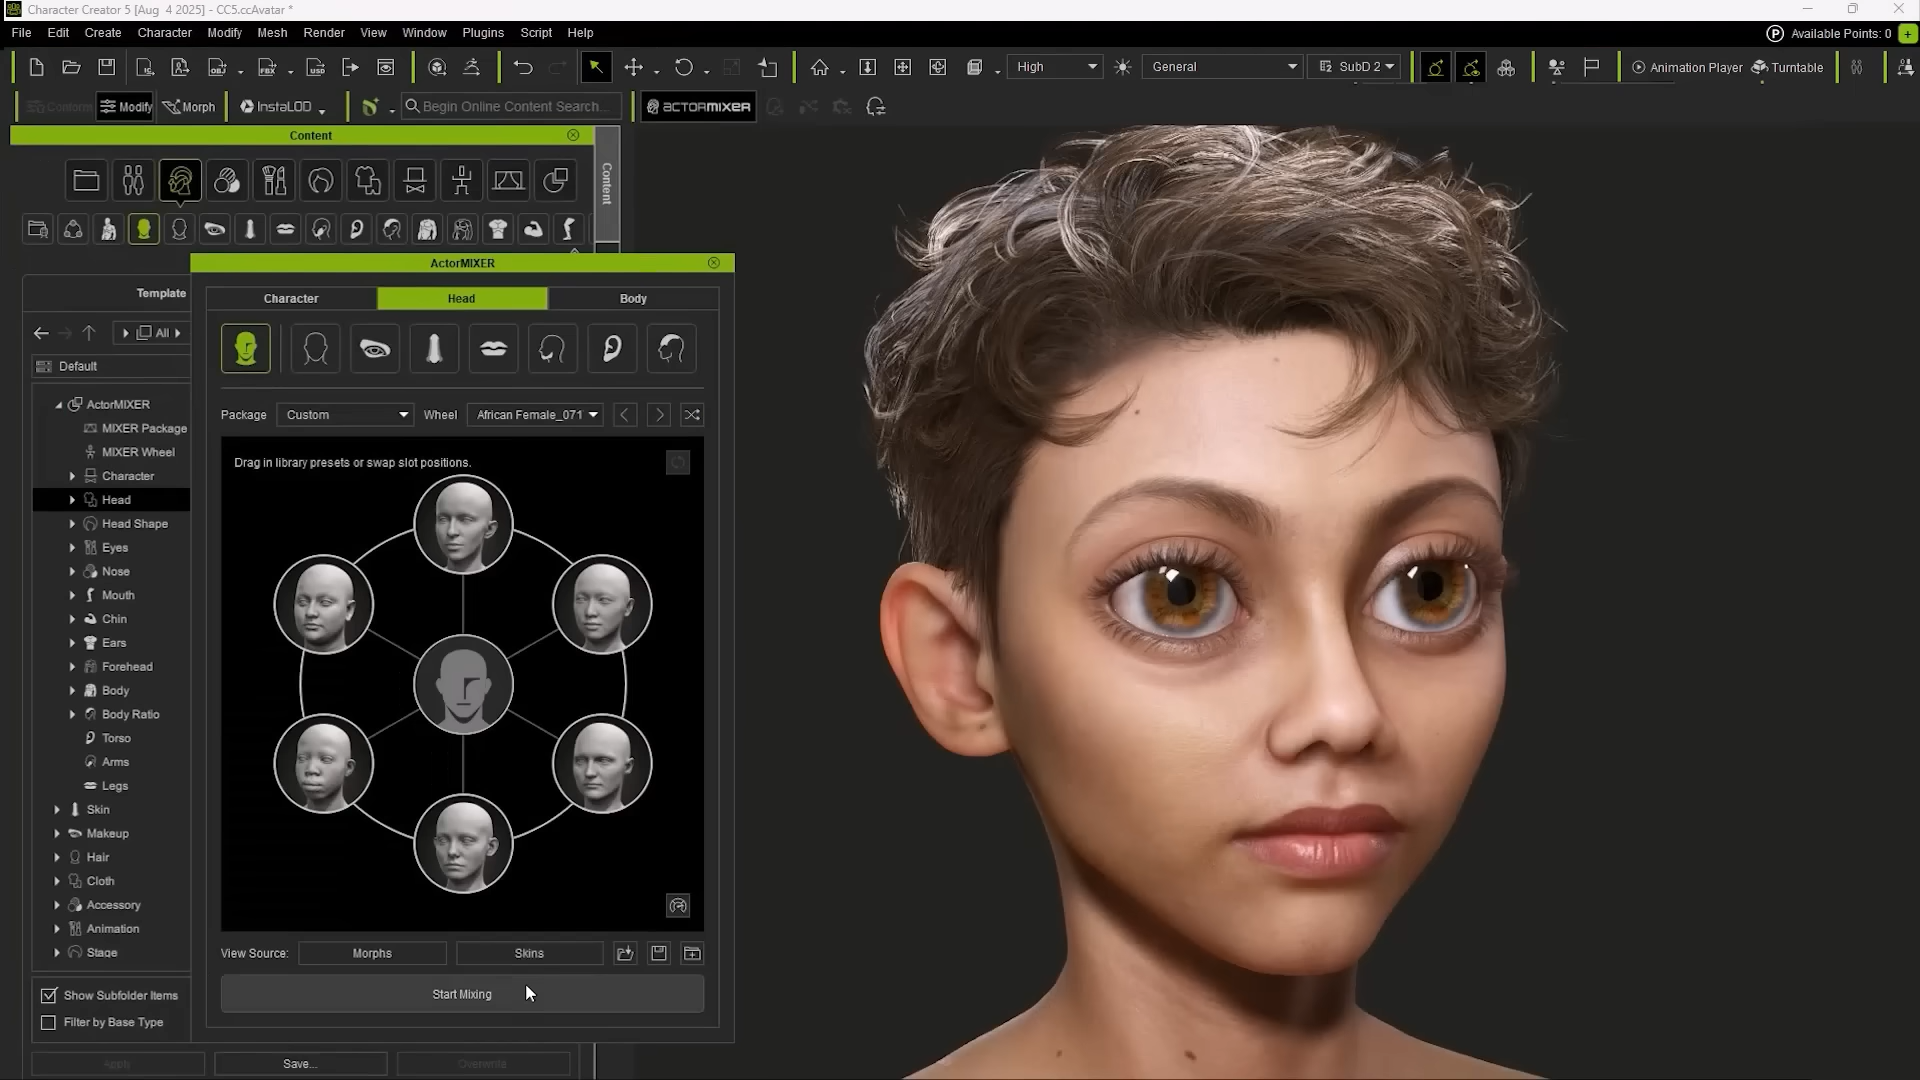 Character Creator 5 [Aug 4 2025] - CC5.ccAvatar *
File Edit Create Character Modify Mesh Render View Window Plugins Script Help
Available Points: 0
High General SubD 2 Animation Player Turntable
Conform Modify Morph InstaLOD Begin Online Content Search... ACTORMIXER
Content
Content
ActorMIXER
Template
Character Head Body
All
Default
ActorMIXER
MIXER Package
MIXER Wheel
Character
Head
Head Shape
Eyes
Nose
Mouth
Chin
Ears
Forehead
Body
Body Ratio
Torso
Arms
Legs
Skin
Makeup
Hair
Cloth
Accessory
Animation
Stage
Show Subfolder Items
Filter by Base Type
Package Custom Wheel African Female_071
Drag in library presets or swap slot positions.
View Source: Morphs Skins
Start Mixing
Apply Save... Overwrite